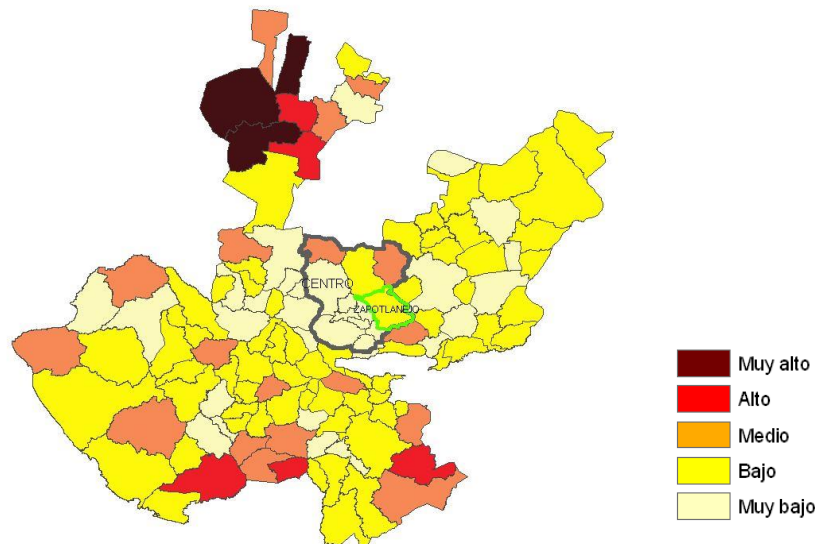 CENTRO
ZAPOTLANEJO
Muy alto
Alto
Medio
Bajo
Muy bajo